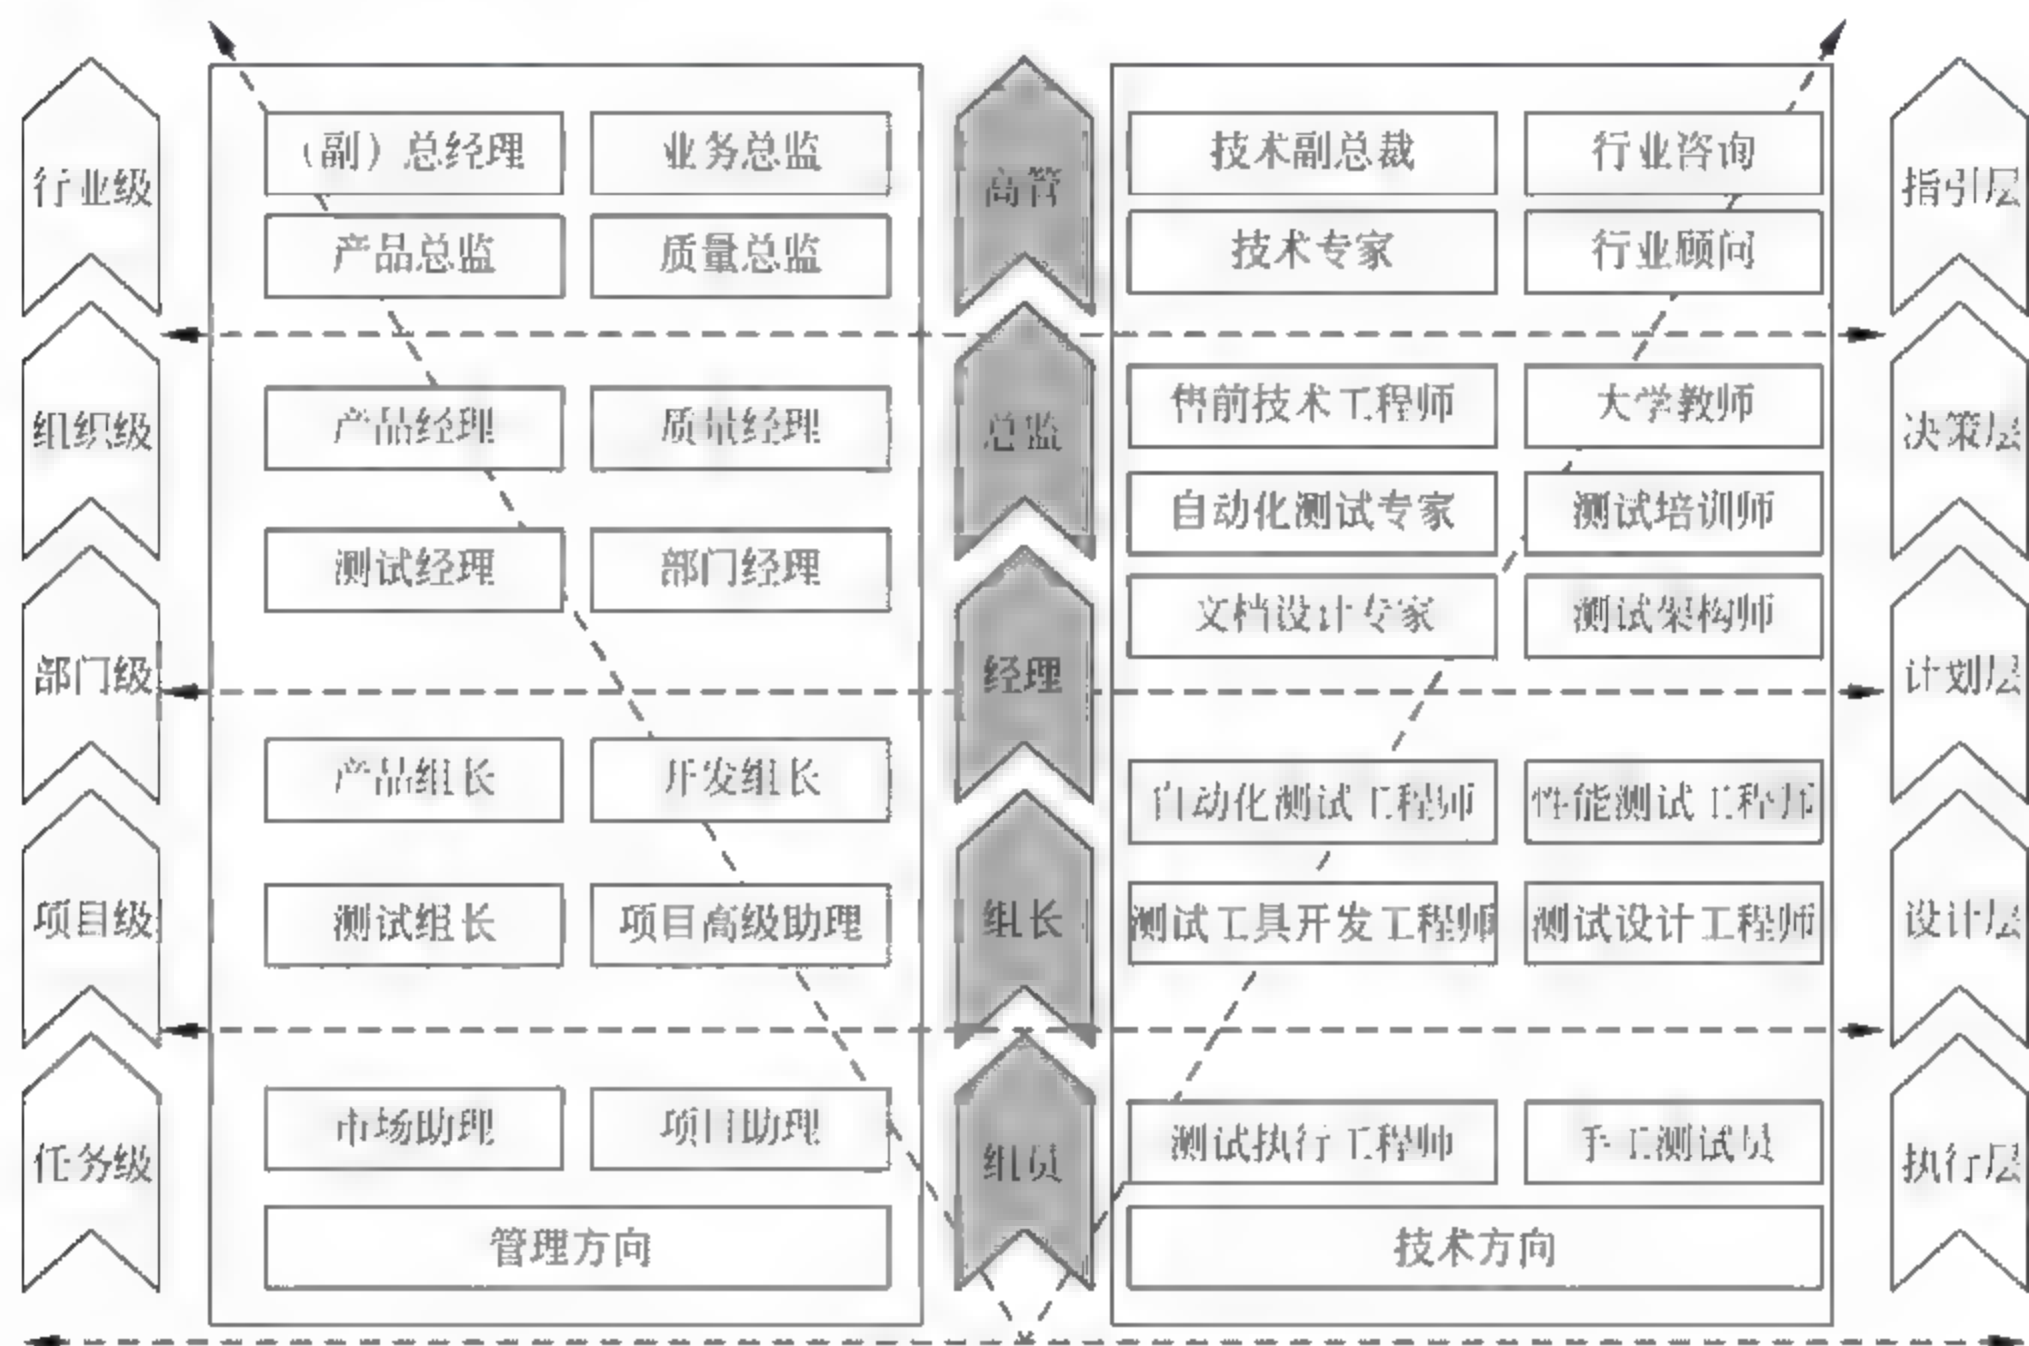 行业级
组织级
部门级
项目级
任务级
（副）总经理
业务总监
产品总监
质量总监
产品经理
质量经理
测试经理
部门经理
产品组长
开发组长
测试组长
项目高级助理
市场助理
项目助理
管理方向
高管
总监
经理
组长
组员
技术副总裁
行业咨询
技术专家
行业顾问
售前技术工程师
大学教师
自动化测试专家
测试培训师
文档设计专家
测试架构师
自动化测试工程师
性能测试工程师
测试工具开发工程师
测试设计工程师
测试执行工程师
手工测试员
技术方向
指引层
决策层
计划层
设计层
执行层